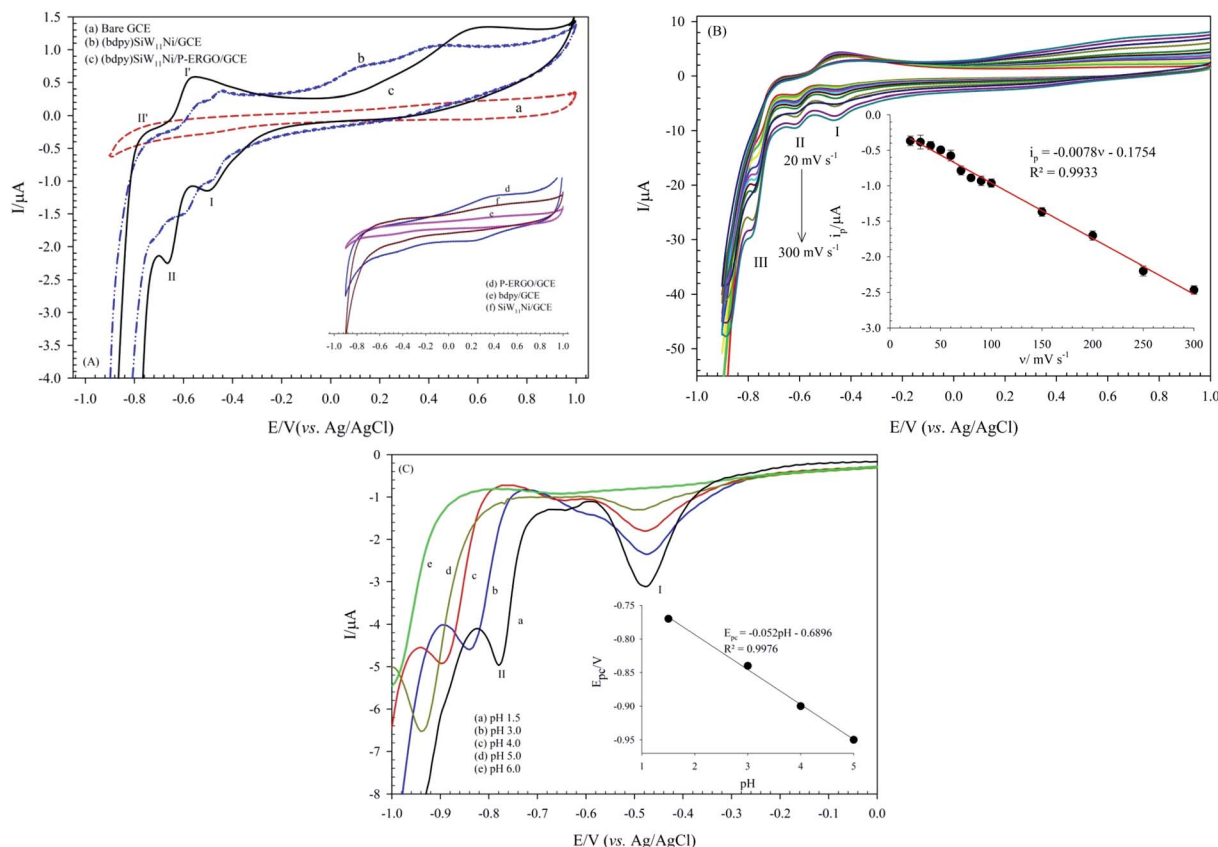 (a) Bare GCE
(b) (bdpy)SiW₁₁Ni/GCE
(c) (bdpy)SiW₁₁Ni/P-ERGO/GCE
I'
II'
b
c
a
I
II
d
f
e
(d) P-ERGO/GCE
(e) bdpy/GCE
(f) SiW₁₁Ni/GCE
-1.0 -0.8 -0.6 -0.4 -0.2 0.0 0.2 0.4 0.6 0.8 1.0
(A)
I/µA
1.5
1.0
0.5
0.0
-0.5
-1.0
-1.5
-2.0
-2.5
-3.0
-3.5
-4.0
-1.0 -0.8 -0.6 -0.4 -0.2 0.0 0.2 0.4 0.6 0.8 1.0
E/V(vs. Ag/AgCl)
(B)
I/µA
10
0
-10
-20
-30
-40
-50
II
I
20 mV s⁻¹
300 mV s⁻¹
III
iₚ = -0.0078ν - 0.1754
R² = 0.9933
iₚ/µA
0.0
-0.5
-1.0
-1.5
-2.0
-2.5
-3.0
0 50 100 150 200 250 300
ν/ mV s⁻¹
-1.0 -0.8 -0.6 -0.4 -0.2 0.0 0.2 0.4 0.6 0.8 1.0
E/V (vs. Ag/AgCl)
(C)
I/µA
0
-1
-2
-3
-4
-5
-6
-7
-8
e
d
c
b
a
I
II
(a) pH 1.5
(b) pH 3.0
(c) pH 4.0
(d) pH 5.0
(e) pH 6.0
E_pc = -0.052pH - 0.6896
R² = 0.9976
E_pc/V
-0.75
-0.80
-0.85
-0.90
-0.95
1 2 3 4 5
pH
-1.0 -0.9 -0.8 -0.7 -0.6 -0.5 -0.4 -0.3 -0.2 -0.1 0.0
E/V (vs. Ag/AgCl)